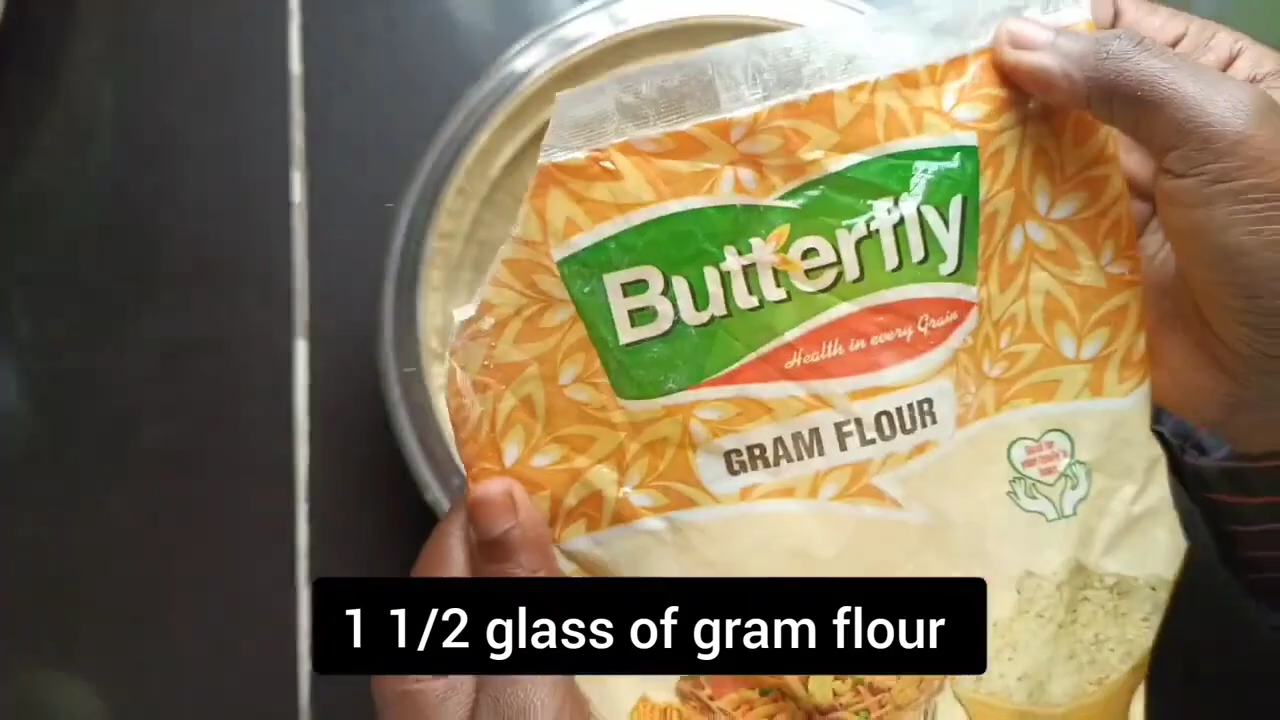 Butterfly
Health in every Grain
GRAM FLOUR
1 1/2 glass of gram flour